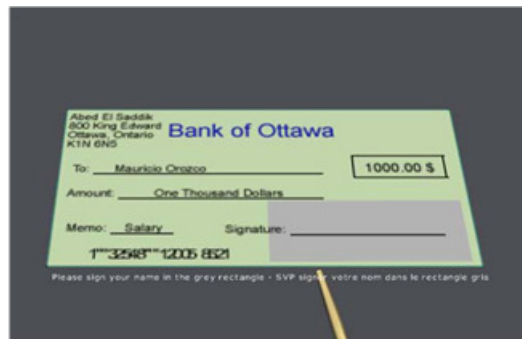 Abed El Saddik
800 King Edward
Ottawa, Ontario
K1N 6N5
Bank of Ottawa
To: Mauricio Orozco
1000.00 $
Amount: One Thousand Dollars
Memo: Salary Signature:
Please sign your name in the grey rectangle - SVP signer votre nom dans le rectangle gris